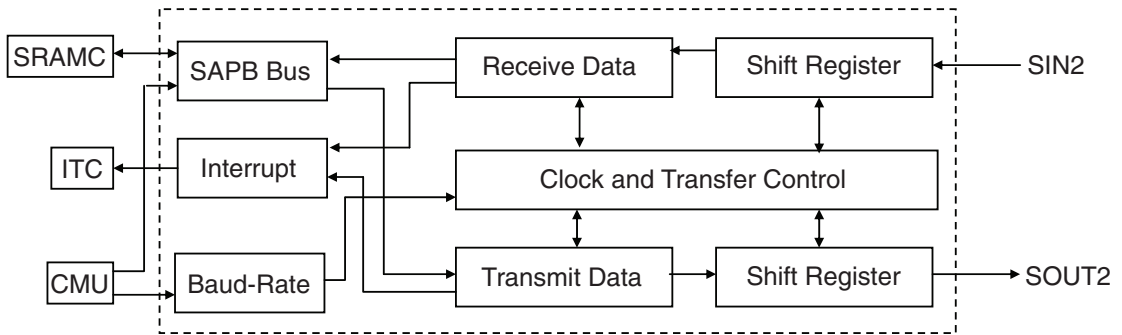 SRAMC
SAPB Bus
Receive Data
Shift Register
SIN2
ITC
Interrupt
Clock and Transfer Control
CMU
Baud-Rate
Transmit Data
Shift Register
SOUT2